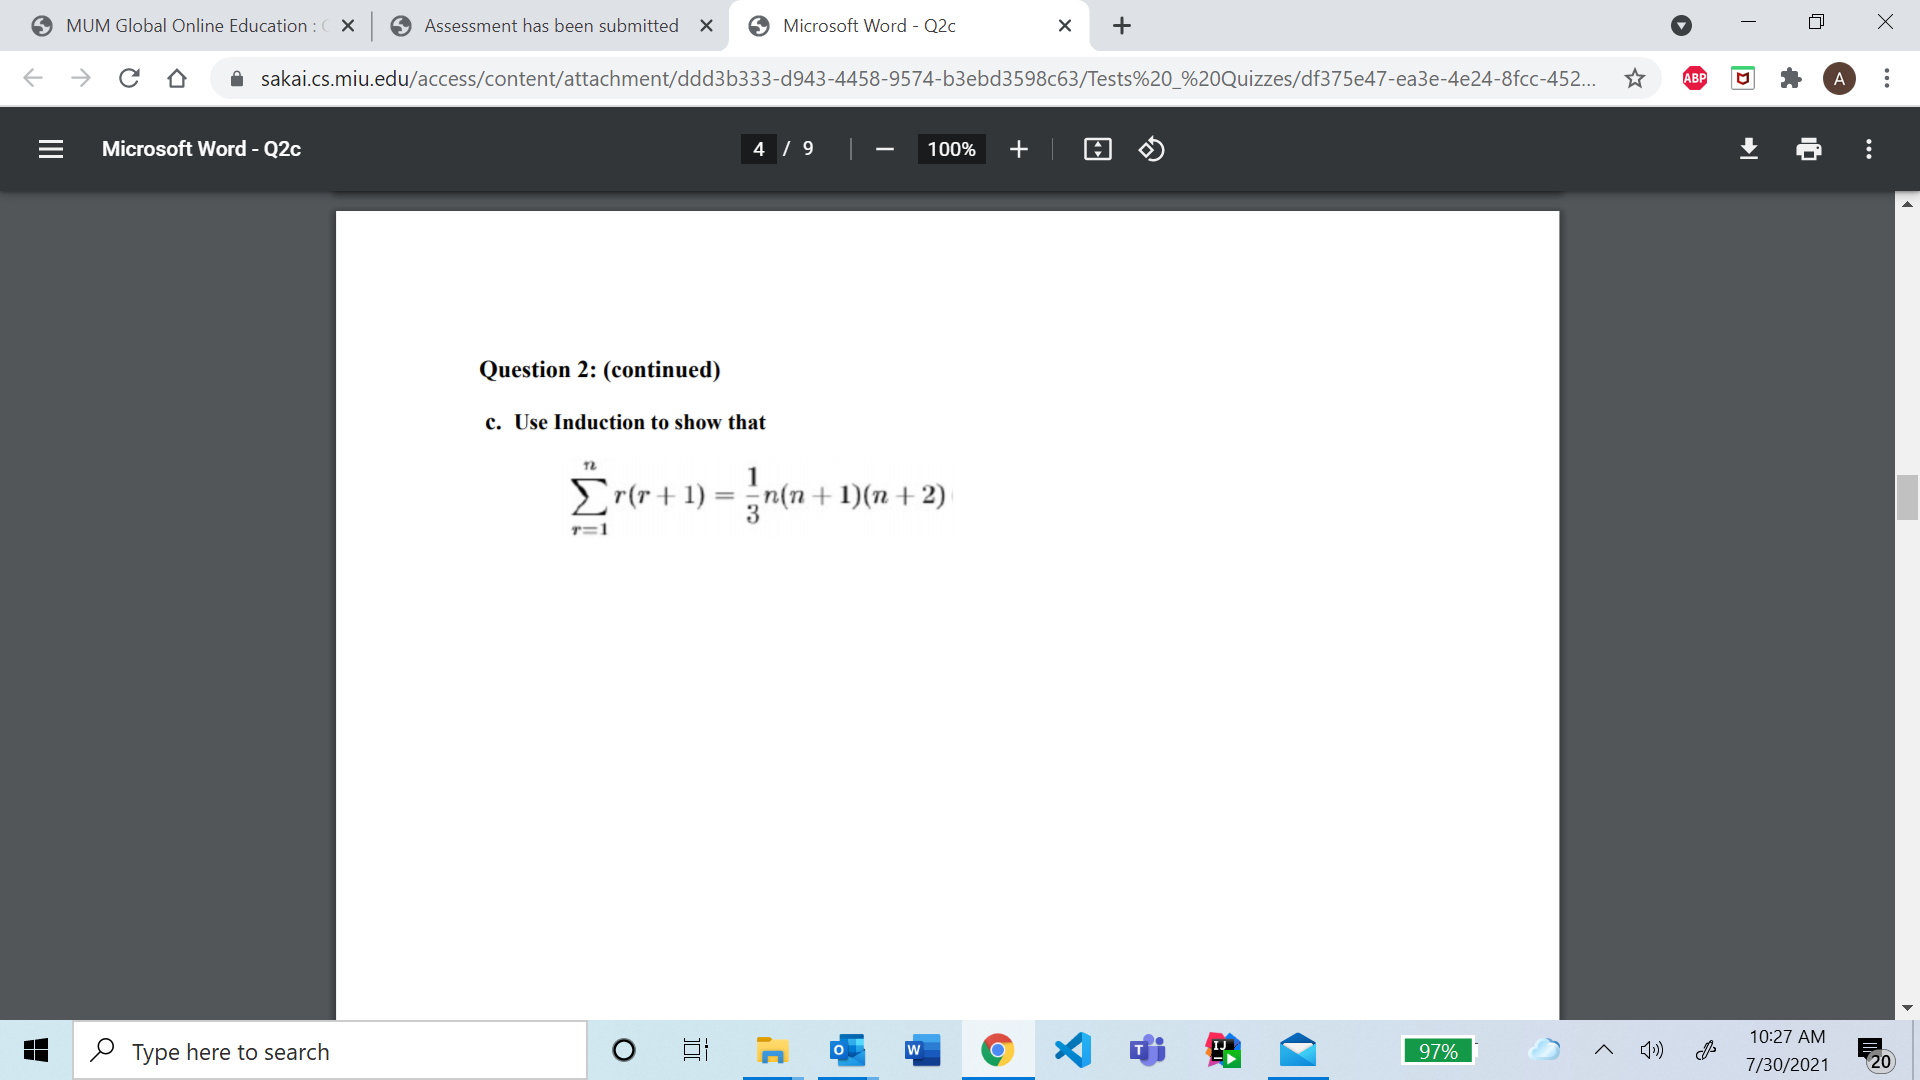 MUM Global Online Education : (
Assessment has been submitted
Microsoft Word - Q2c
sakai.cs.miu.edu/access/content/attachment/ddd3b333-d943-4458-9574-b3ebd3598c63/Tests%20_%20Quizzes/df375e47-ea3e-4e24-8fcc-452...
ABP
A
Microsoft Word - Q2c
4 / 9
100%
Question 2: (continued)
c. Use Induction to show that
\sum_{r=1}^{n} r(r + 1) = \frac{1}{3} n(n + 1)(n + 2)
Type here to search
97%
10:27 AM
7/30/2021
20